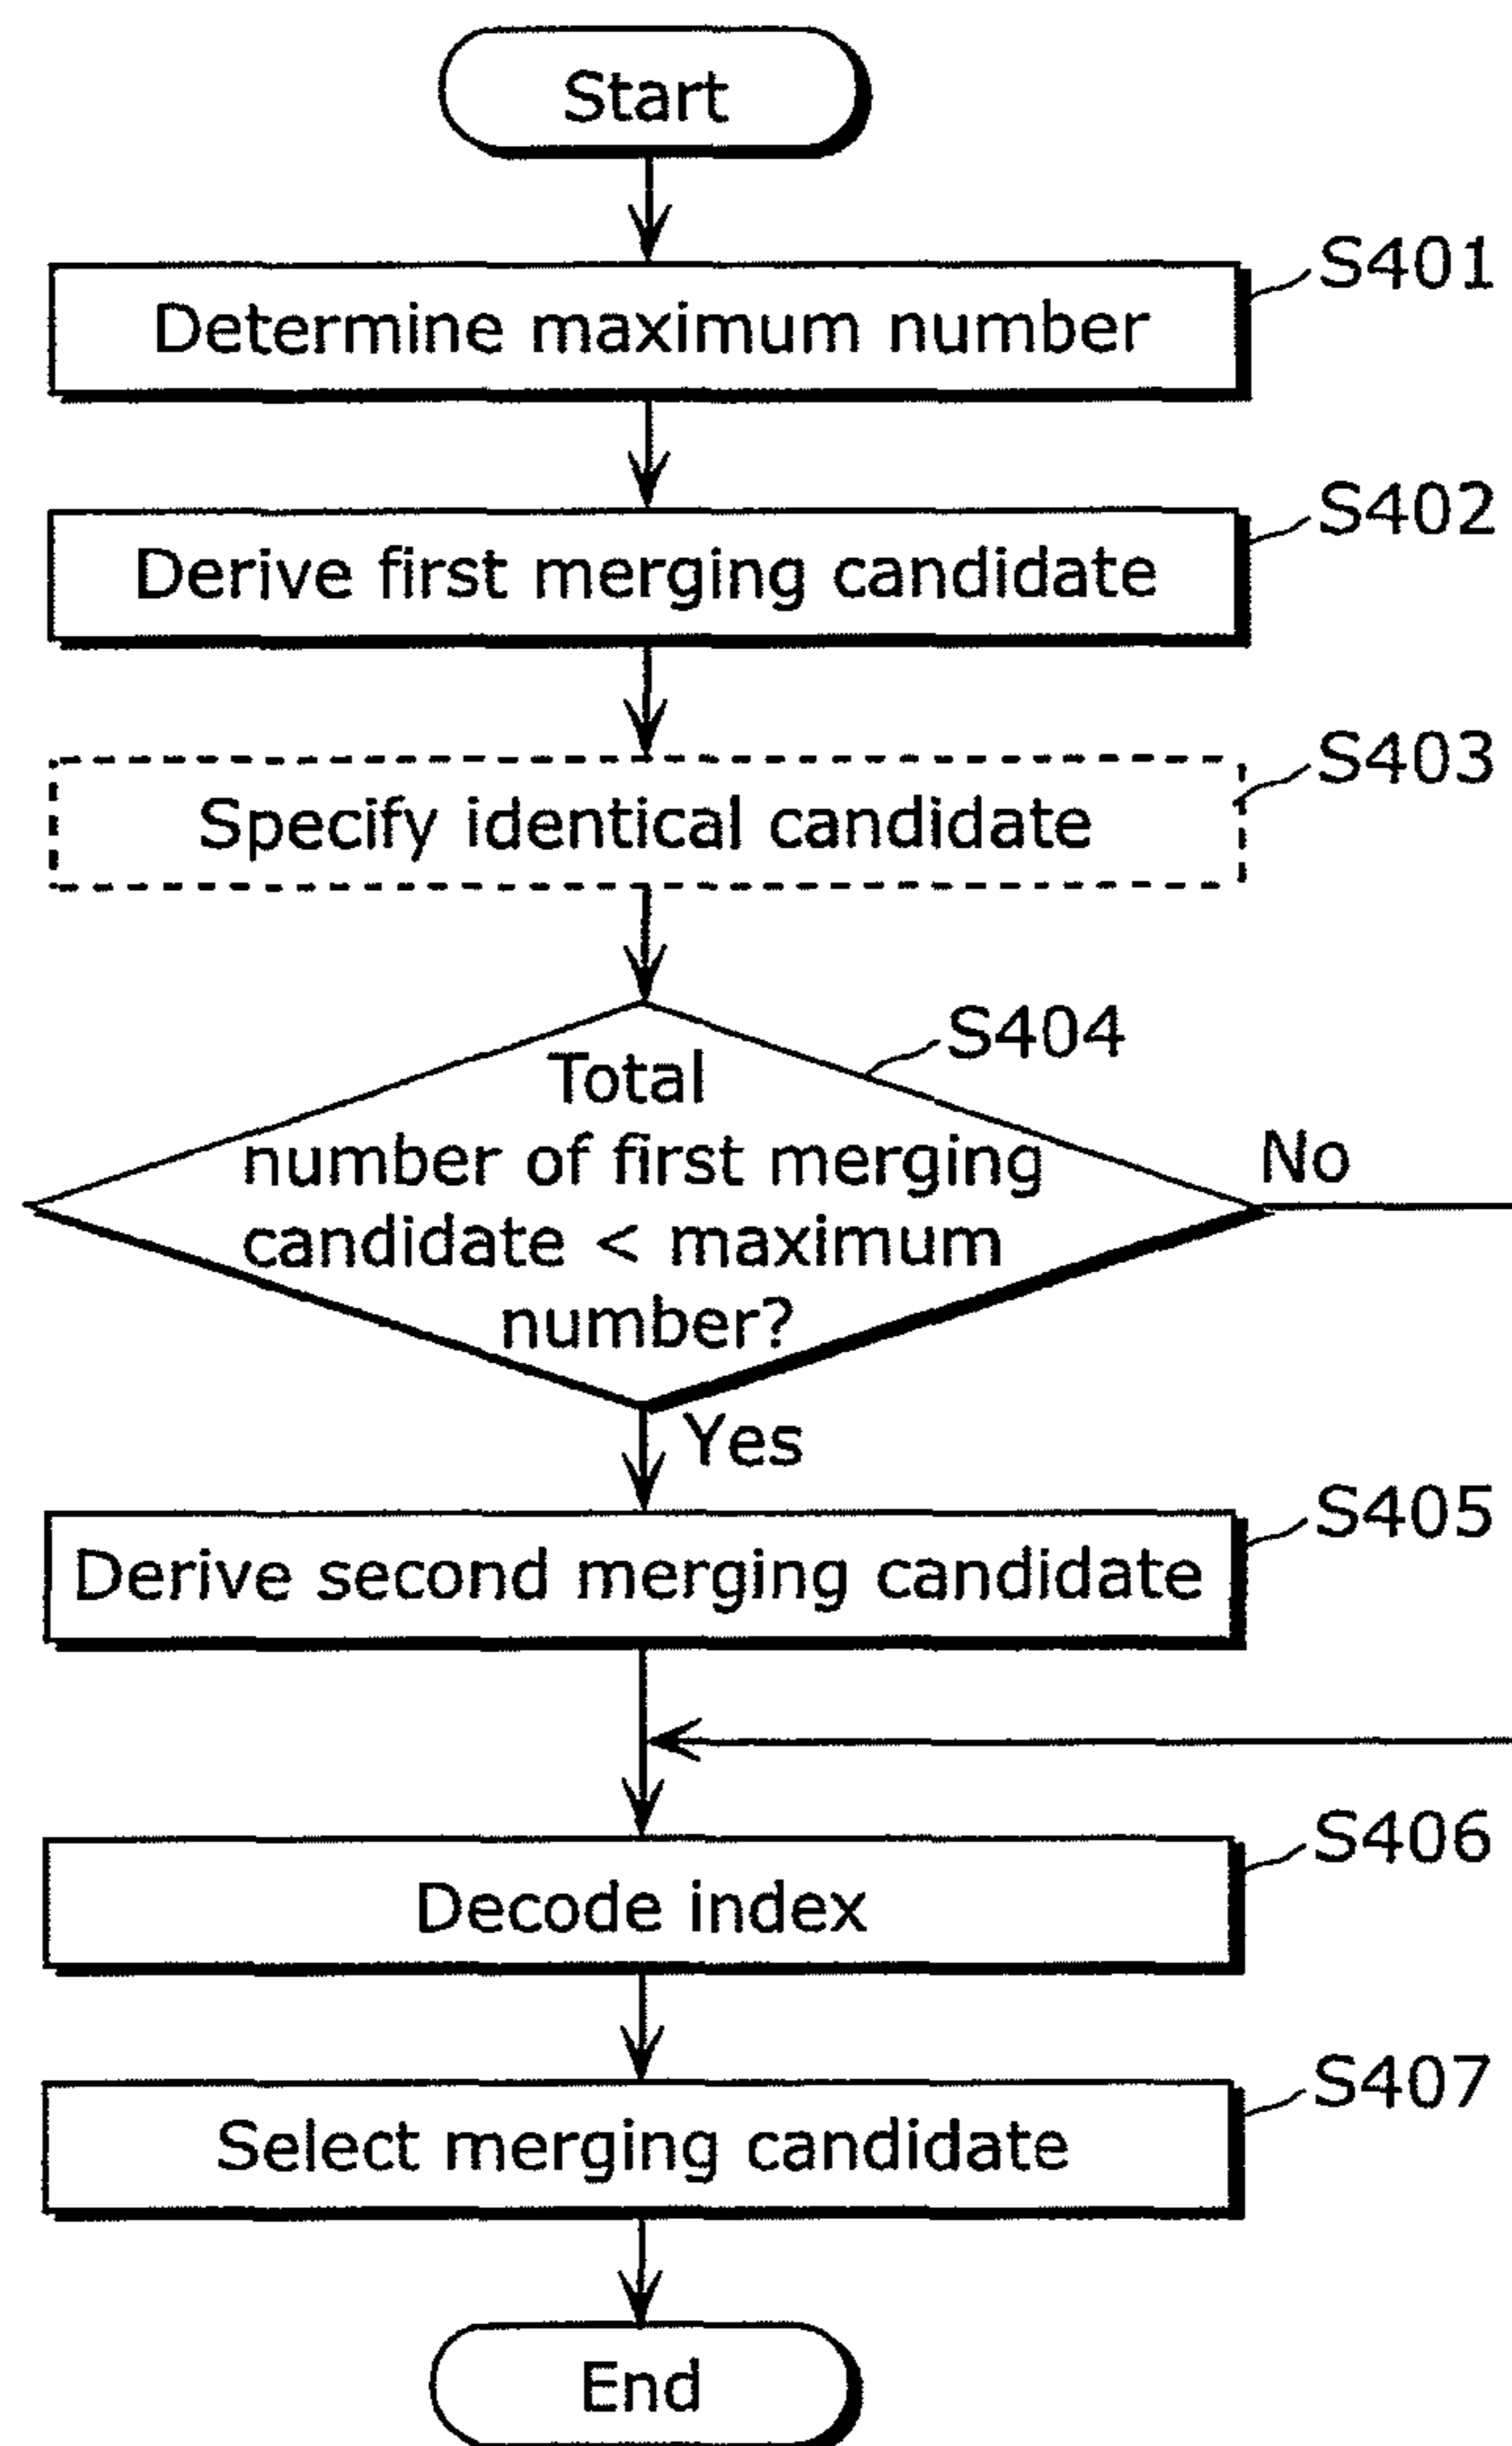 Start
S401
Determine maximum number
S402
Derive first merging candidate
S403
Specify identical candidate
S404
Total
number of first merging
candidate < maximum
number?
No
Yes
S405
Derive second merging candidate
S406
Decode index
S407
Select merging candidate
End